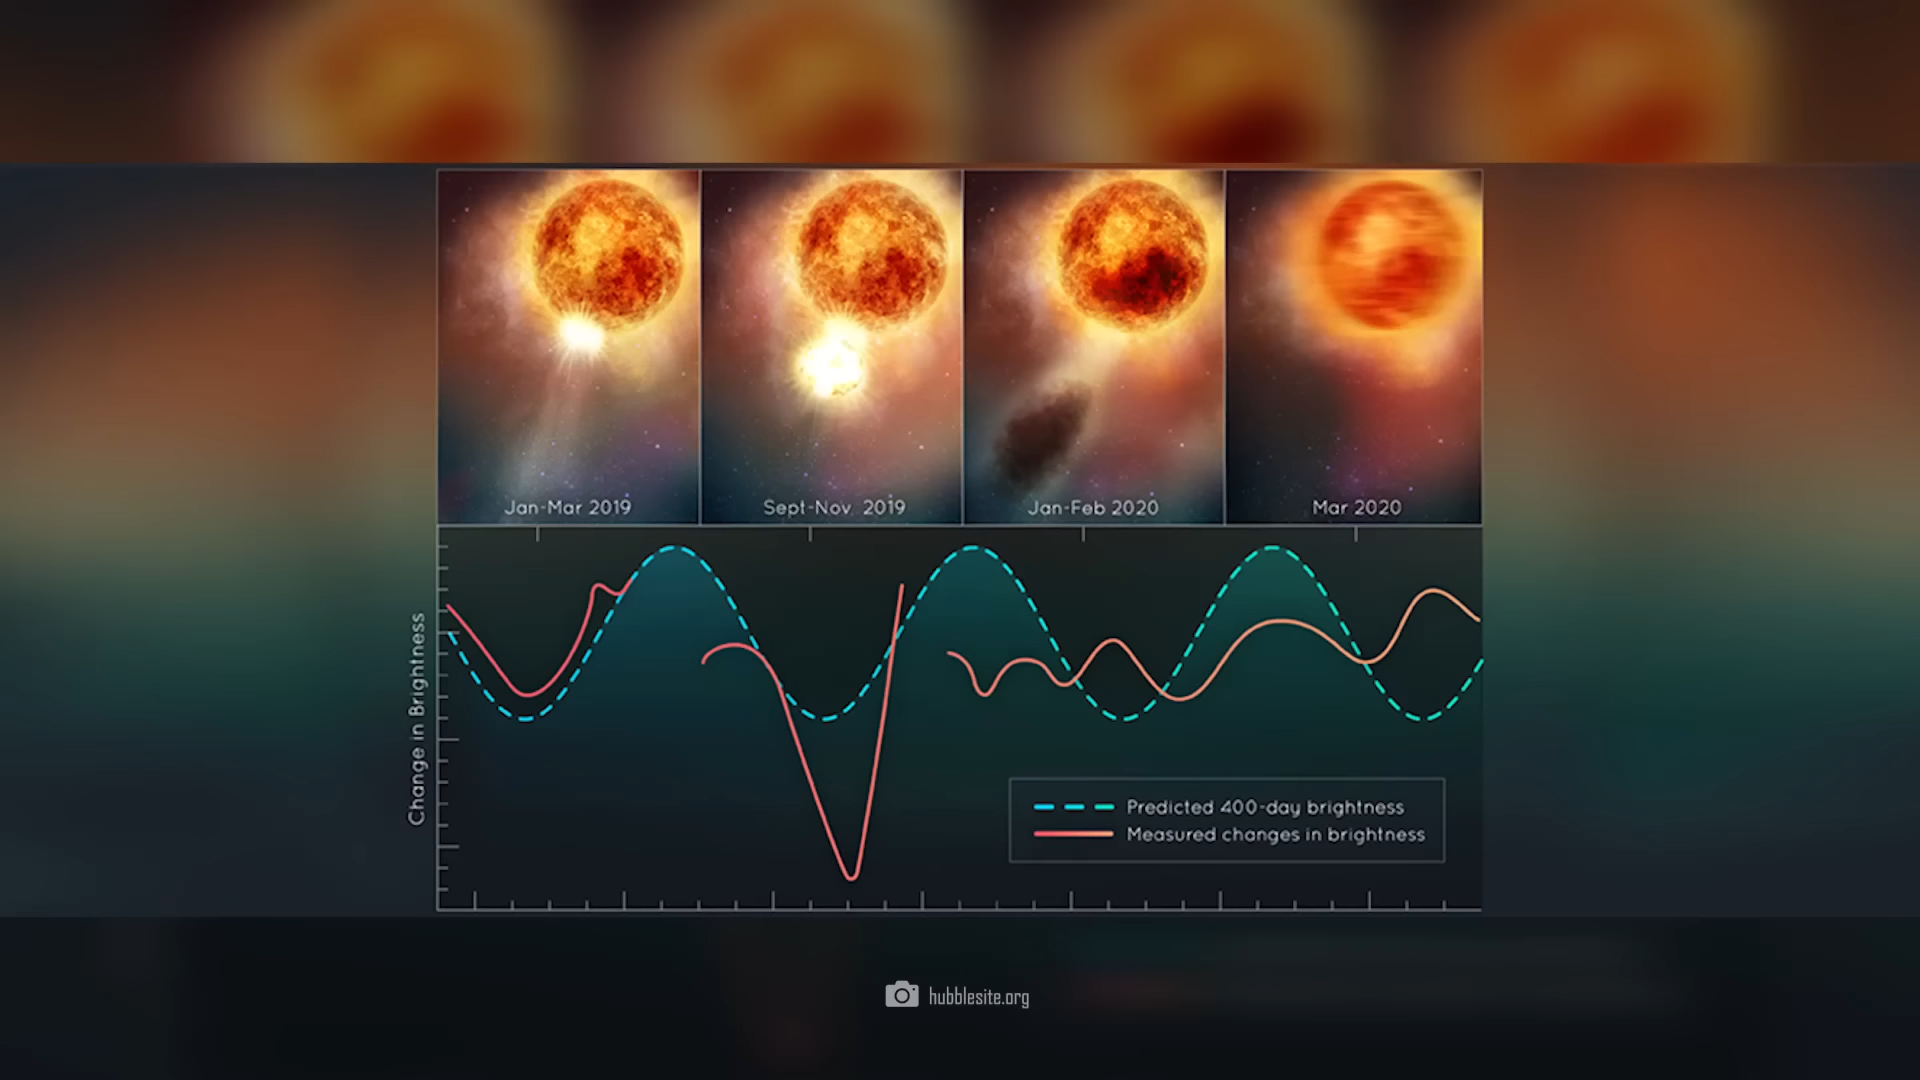 Jan-Mar 2019
Sept-Nov 2019
Jan-Feb 2020
Mar 2020
Change in Brightness
Predicted 400-day brightness
Measured changes in brightness
hubblesite.org